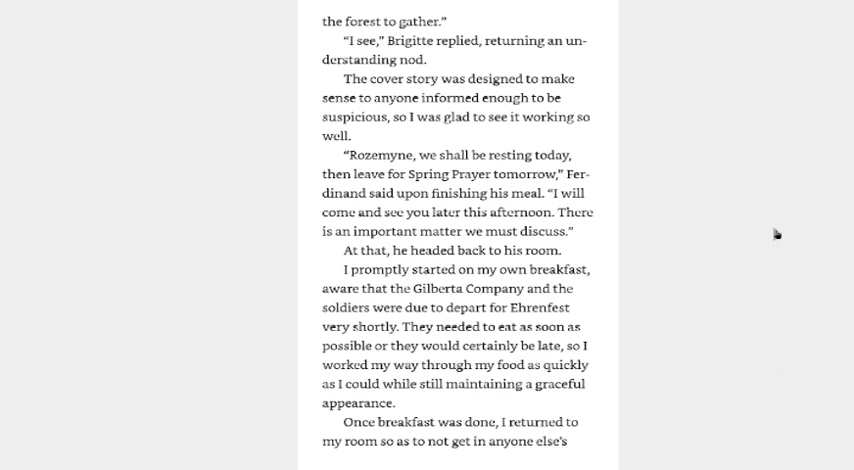 the forest to gather.”
“I see,” Brigitte replied, returning an un-
derstanding nod.
The cover story was designed to make
sense to anyone informed enough to be
suspicious, so I was glad to see it working so
well.
“Rozemyne, we shall be resting today,
then leave for Spring Prayer tomorrow,” Fer-
dinand said upon finishing his meal. “I will
come and see you later this afternoon. There
is an important matter we must discuss.”
At that, he headed back to his room.
I promptly started on my own breakfast,
aware that the Gilberta Company and the
soldiers were due to depart for Ehrenfest
very shortly. They needed to eat as soon as
possible or they would certainly be late, so I
worked my way through my food as quickly
as I could while still maintaining a graceful
appearance.
Once breakfast was done, I returned to
my room so as to not get in anyone else’s